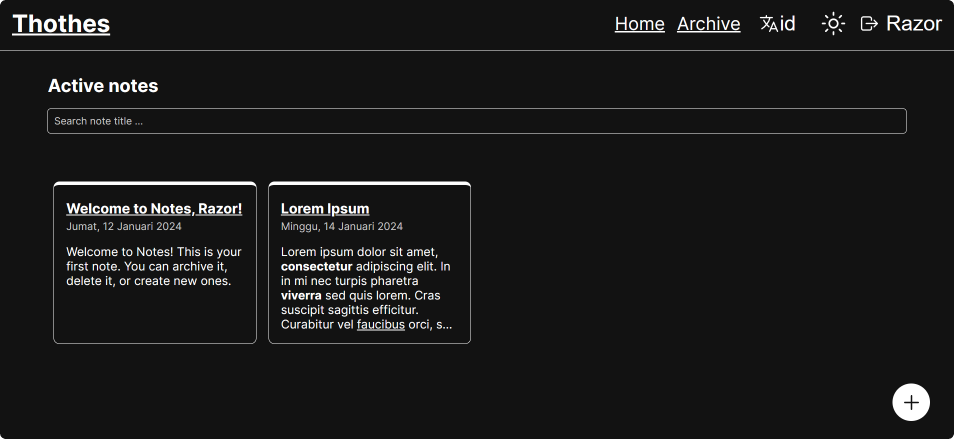 Thothes
Home Archive id Razor
Active notes
Search note title ...
Welcome to Notes, Razor!
Jumat, 12 Januari 2024
Welcome to Notes! This is your
first note. You can archive it,
delete it, or create new ones.
Lorem Ipsum
Minggu, 14 Januari 2024
Lorem ipsum dolor sit amet,
consectetur adipiscing elit. In
in mi nec turpis pharetra
viverra sed quis lorem. Cras
suscipit sagittis efficitur.
Curabitur vel faucibus orci, s...